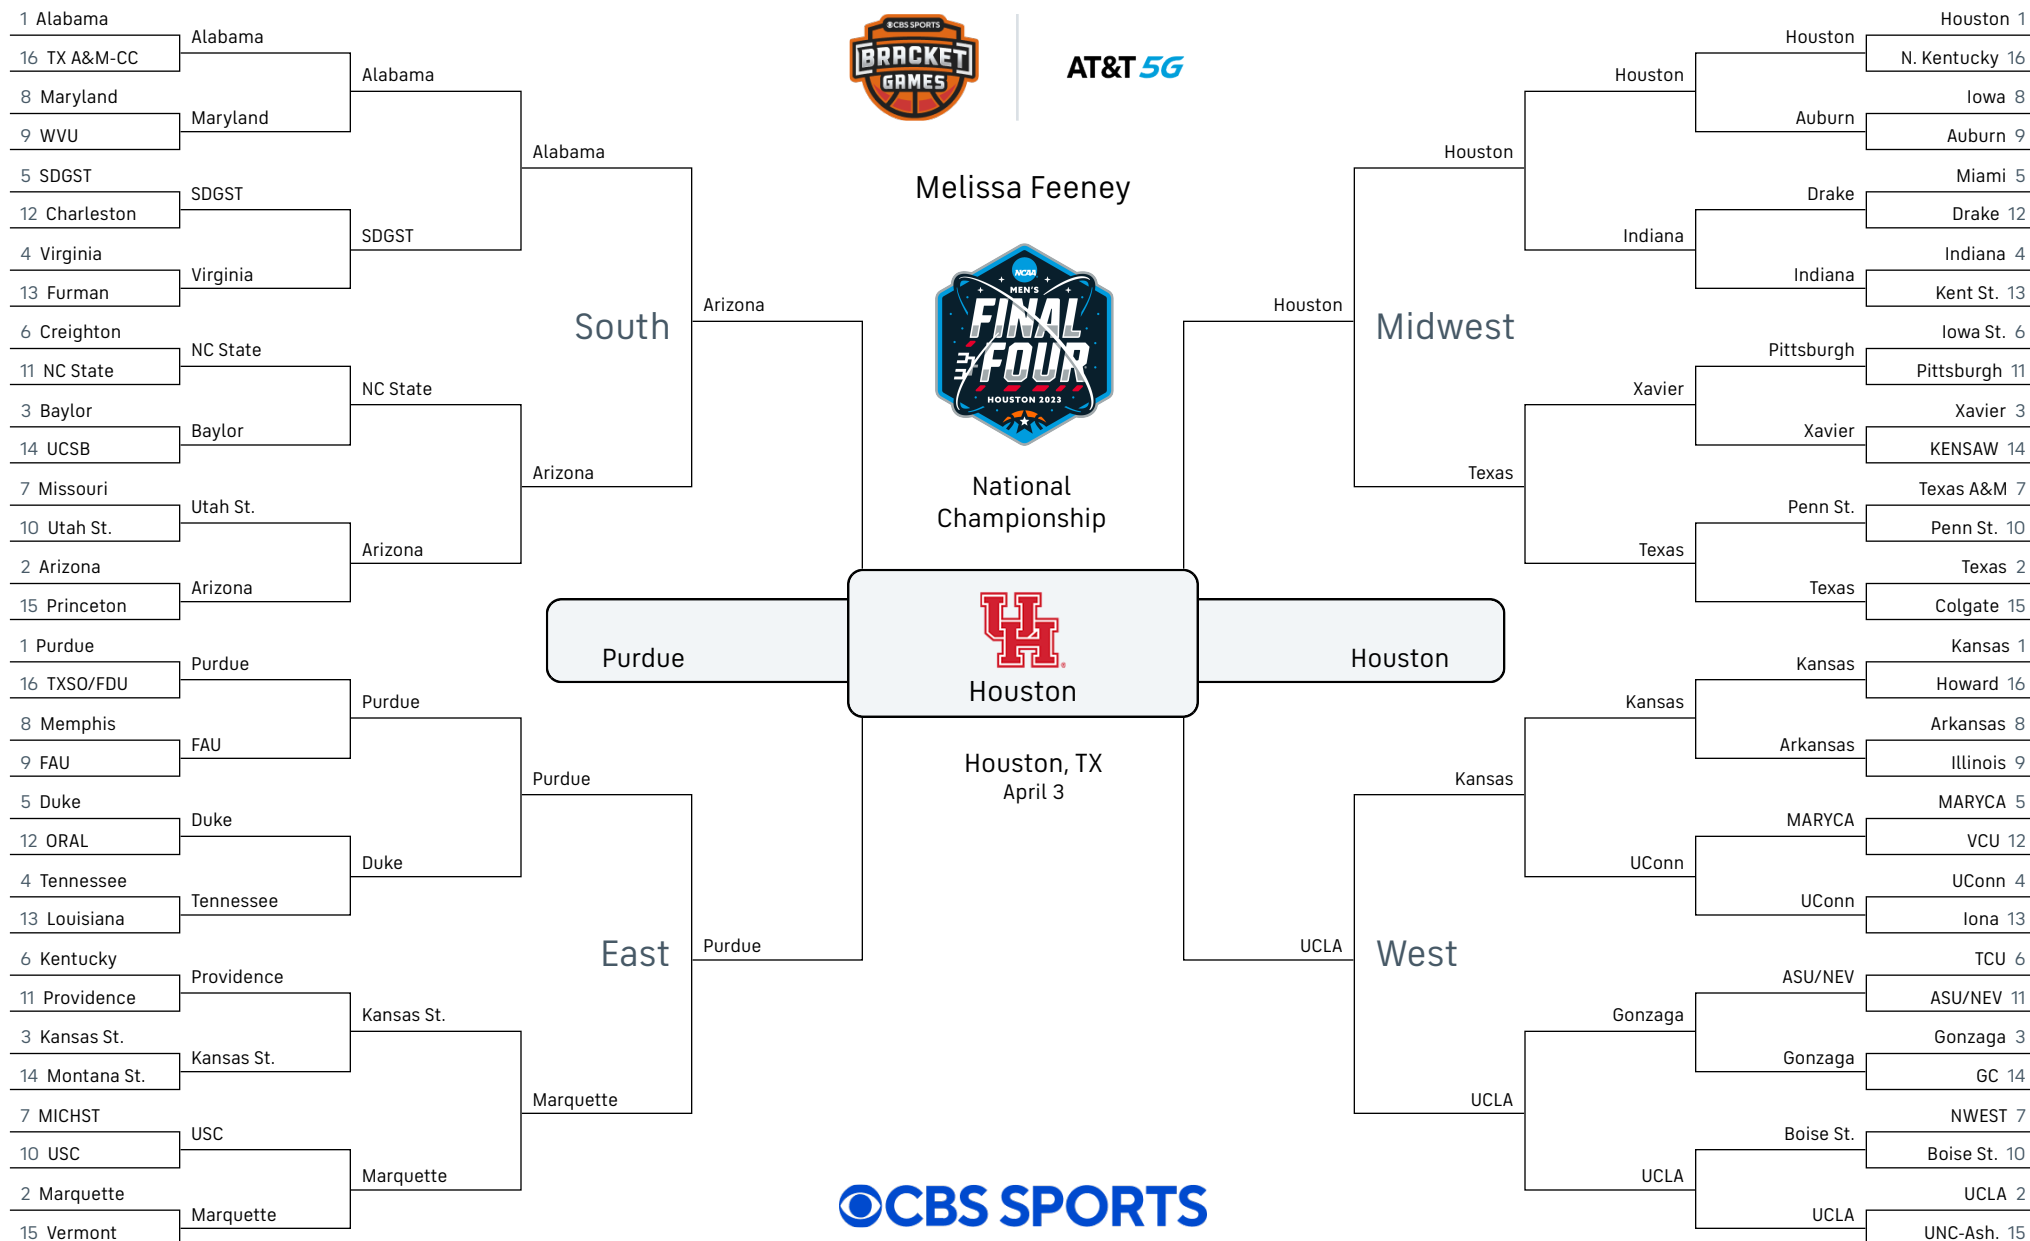 1 Alabama
16 TX A&M-CC
8 Maryland
9 WVU
5 SDGST
12 Charleston
4 Virginia
13 Furman
6 Creighton
11 NC State
3 Baylor
14 UCSB
7 Missouri
10 Utah St.
2 Arizona
15 Princeton
1 Purdue
16 TXSO/FDU
8 Memphis
9 FAU
5 Duke
12 ORAL
4 Tennessee
13 Louisiana
6 Kentucky
11 Providence
3 Kansas St.
14 Montana St.
7 MICHST
10 USC
2 Marquette
15 Vermont
Alabama
Maryland
SDGST
Virginia
NC State
Baylor
Utah St.
Arizona
Purdue
FAU
Duke
Tennessee
Providence
Kansas St.
USC
Marquette
Alabama
SDGST
NC State
Arizona
Purdue
Duke
Kansas St.
Marquette
Alabama
Arizona
Purdue
Marquette
South
East
Arizona
Purdue
CBS SPORTS
BRACKET
GAMES
AT&T 5G
Melissa Feeney
NCAA
MEN'S
FINAL
FOUR
HOUSTON 2023
National
Championship
Purdue
UH
Houston
Houston
Houston, TX
April 3
CBS SPORTS
Houston
UCLA
Midwest
West
Houston
Texas
Kansas
UCLA
Houston
Indiana
Xavier
Texas
Kansas
UConn
Gonzaga
UCLA
Houston
Auburn
Drake
Indiana
Pittsburgh
Xavier
Penn St.
Texas
Kansas
Arkansas
MARYCA
UConn
ASU/NEV
Gonzaga
Boise St.
UCLA
Houston 1
N. Kentucky 16
Iowa 8
Auburn 9
Miami 5
Drake 12
Indiana 4
Kent St. 13
Iowa St. 6
Pittsburgh 11
Xavier 3
KENSAW 14
Texas A&M 7
Penn St. 10
Texas 2
Colgate 15
Kansas 1
Howard 16
Arkansas 8
Illinois 9
MARYCA 5
VCU 12
UConn 4
Iona 13
TCU 6
ASU/NEV 11
Gonzaga 3
GC 14
NWEST 7
Boise St. 10
UCLA 2
UNC-Ash. 15